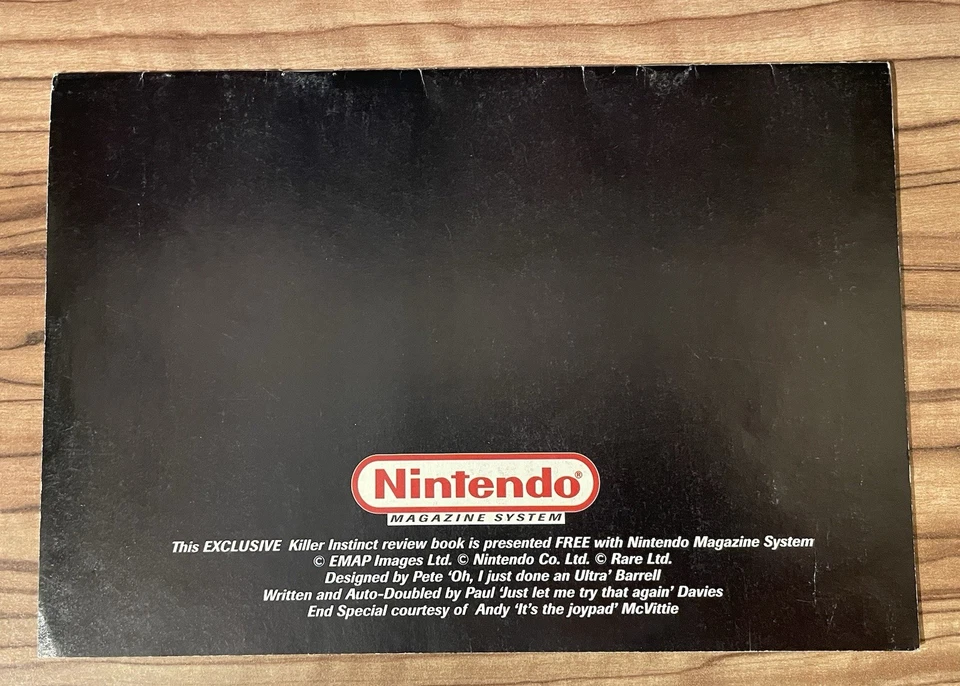 Nintendo®
MAGAZINE SYSTEM
This EXCLUSIVE Killer Instinct review book is presented FREE with Nintendo Magazine System
© EMAP Images Ltd. © Nintendo Co. Ltd. © Rare Ltd.
Designed by Pete ‘Oh, I just done an Ultra’ Barrell
Written and Auto-Doubled by Paul ‘Just let me try that again’ Davies
End Special courtesy of Andy ‘It's the joypad’ McVittie